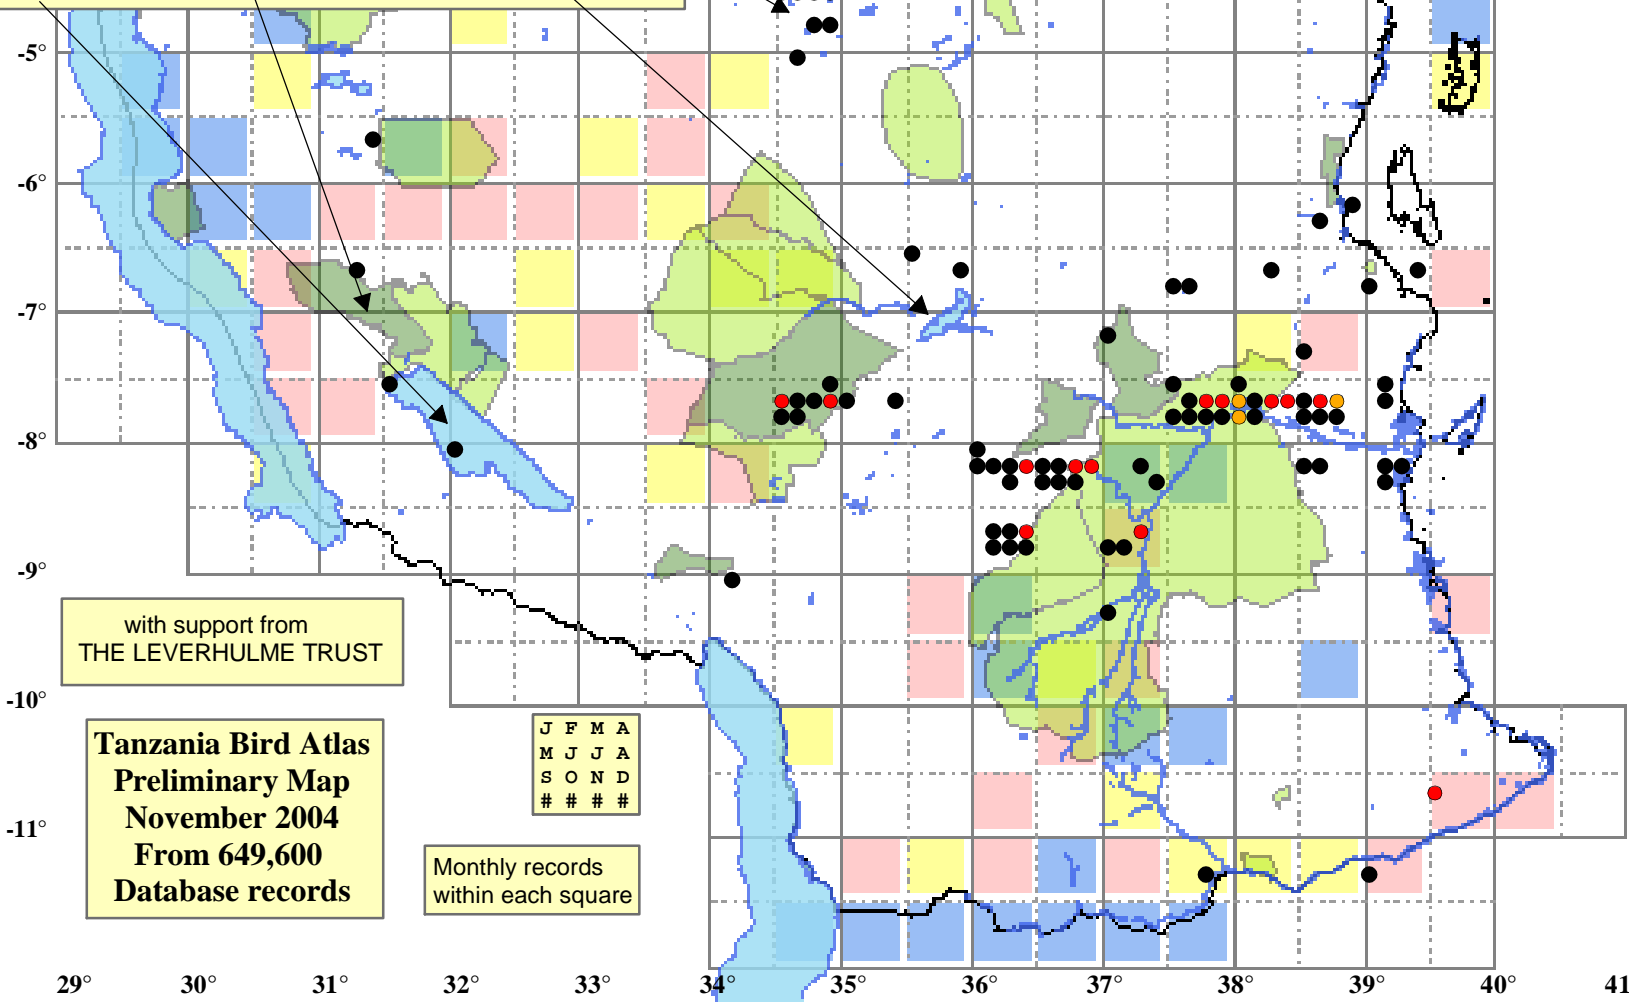 -5°
-6°
-7°
-8°
-9°
with support from
THE LEVERHULME TRUST
-10°
Tanzania Bird Atlas
Preliminary Map
November 2004
From 649,600
Database records
J F M A
M J J A
S O N D
# # # #
-11°
Monthly records
within each square
29° 30° 31° 32° 33° 34° 35° 36° 37° 38° 39° 40° 41